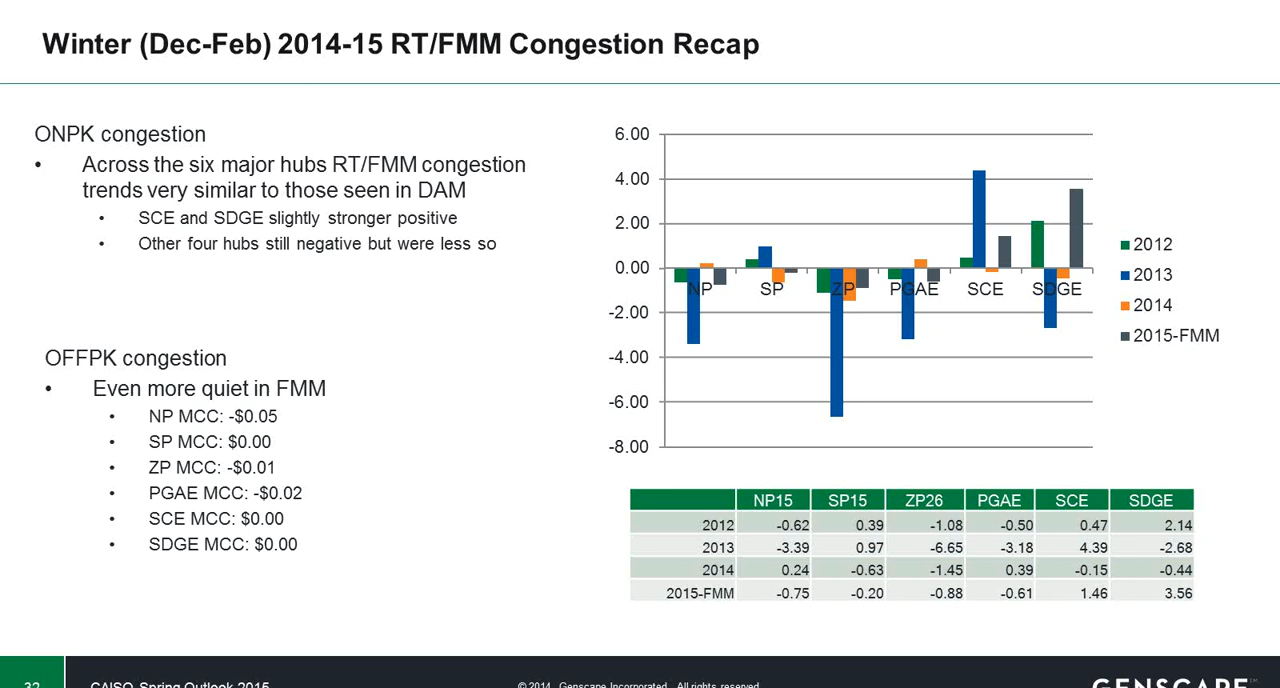 Winter (Dec-Feb) 2014-15 RT/FMM Congestion Recap
ONPK congestion
• Across the six major hubs RT/FMM congestion
trends very similar to those seen in DAM
• SCE and SDGE slightly stronger positive
• Other four hubs still negative but were less so
OFFPK congestion
• Even more quiet in FMM
• NP MCC: -$0.05
• SP MCC: $0.00
• ZP MCC: -$0.01
• PGAE MCC: -$0.02
• SCE MCC: $0.00
• SDGE MCC: $0.00
6.00
4.00
2.00
0.00
-2.00
-4.00
-6.00
-8.00
NP SP ZP PGAE SCE SDGE
2012
2013
2014
2015-FMM
NP15 SP15 ZP26 PGAE SCE SDGE
2012 -0.62 0.39 -1.08 -0.50 0.47 2.14
2013 -3.39 0.97 -6.65 -3.18 4.39 -2.68
2014 0.24 -0.63 -1.45 0.39 -0.15 -0.44
2015-FMM -0.75 -0.20 -0.88 -0.61 1.46 3.56
32 CAISO Spring Outlook 2015 © 2014 Genscape Incorporated. All rights reserved. GENSCAPE™